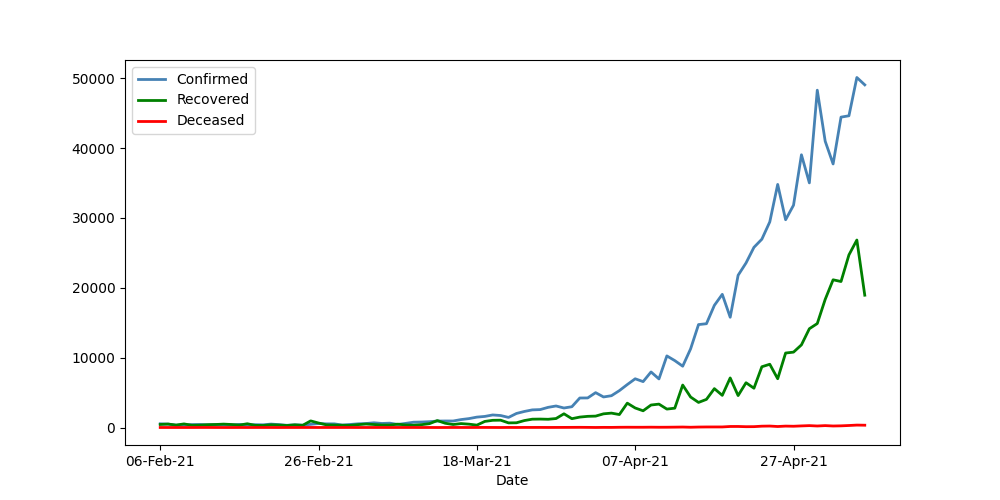 Confirmed
Recovered
Deceased
50000
40000
30000
20000
10000
0
06-Feb-21 26-Feb-21 18-Mar-21 07-Apr-21 27-Apr-21
Date